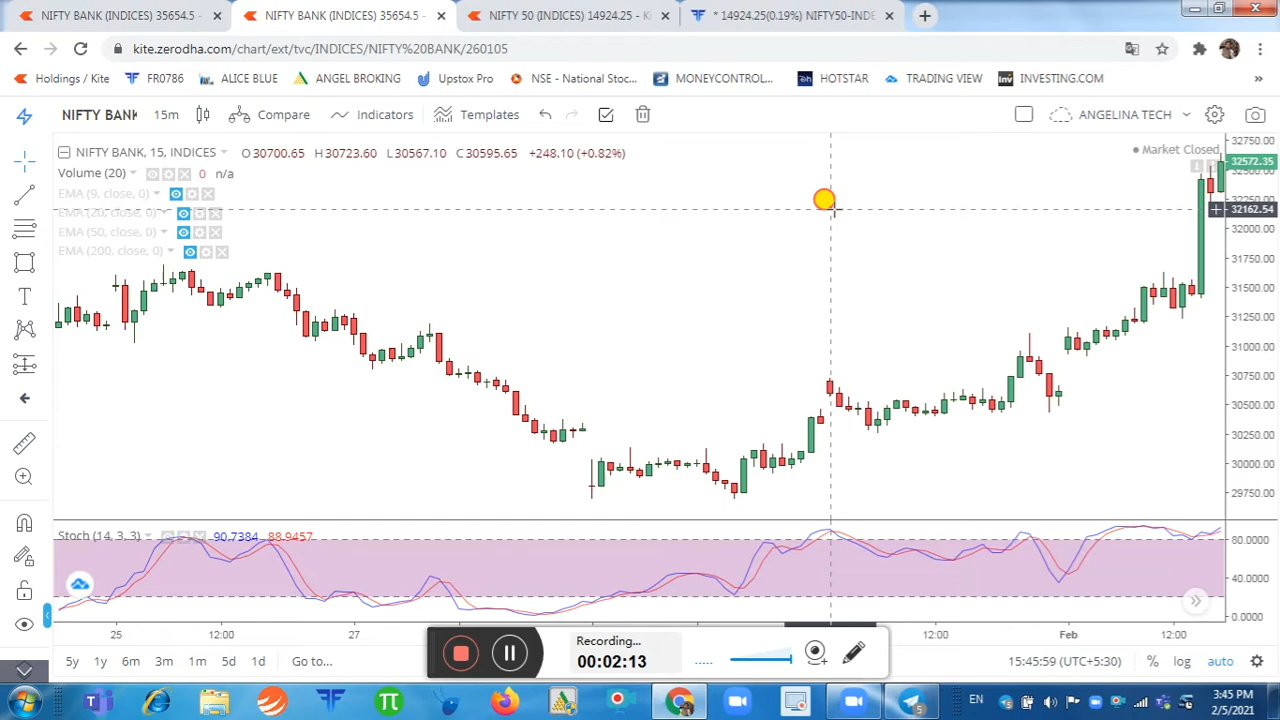 NIFTY BANK (INDICES) 35654.5 -
NIFTY BANK (INDICES) 35654.5
NIFTY 50 (INDICES) 14924.25 - K
* 14924.25(0.19%) NIFTY50-INDE
kite.zerodha.com/chart/ext/tvc/INDICES/NIFTY%20BANK/260105
Holdings / Kite
FR0786
ALICE BLUE
ANGEL BROKING
Upstox Pro
NSE - National Stoc...
MONEYCONTROL...
HOTSTAR
TRADING VIEW
INVESTING.COM
NIFTY BANK
15m
Compare
Indicators
Templates
ANGELINA TECH
NIFTY BANK, 15, INDICES
O30700.65 H30723.60 L30567.10 C30595.65 +248.10 (+0.82%)
Market Closed
Volume (20) 0 n/a
EMA (9, close, 0)
EMA (20, close, 0)
EMA (50, close, 0)
EMA (200, close, 0)
32750.00
32572.35
32162.54
32000.00
31750.00
31500.00
31250.00
31000.00
30750.00
30500.00
30250.00
30000.00
29750.00
Stoch (14, 3, 3) 90.7384 88.9457
80.0000
40.0000
0.0000
25
12:00
27
12:00
Feb
12:00
Recording...
00:02:13
5y 1y 6m 3m 1m 5d 1d Go to...
15:45:59 (UTC+5:30) % log auto
EN
3:45 PM
2/5/2021